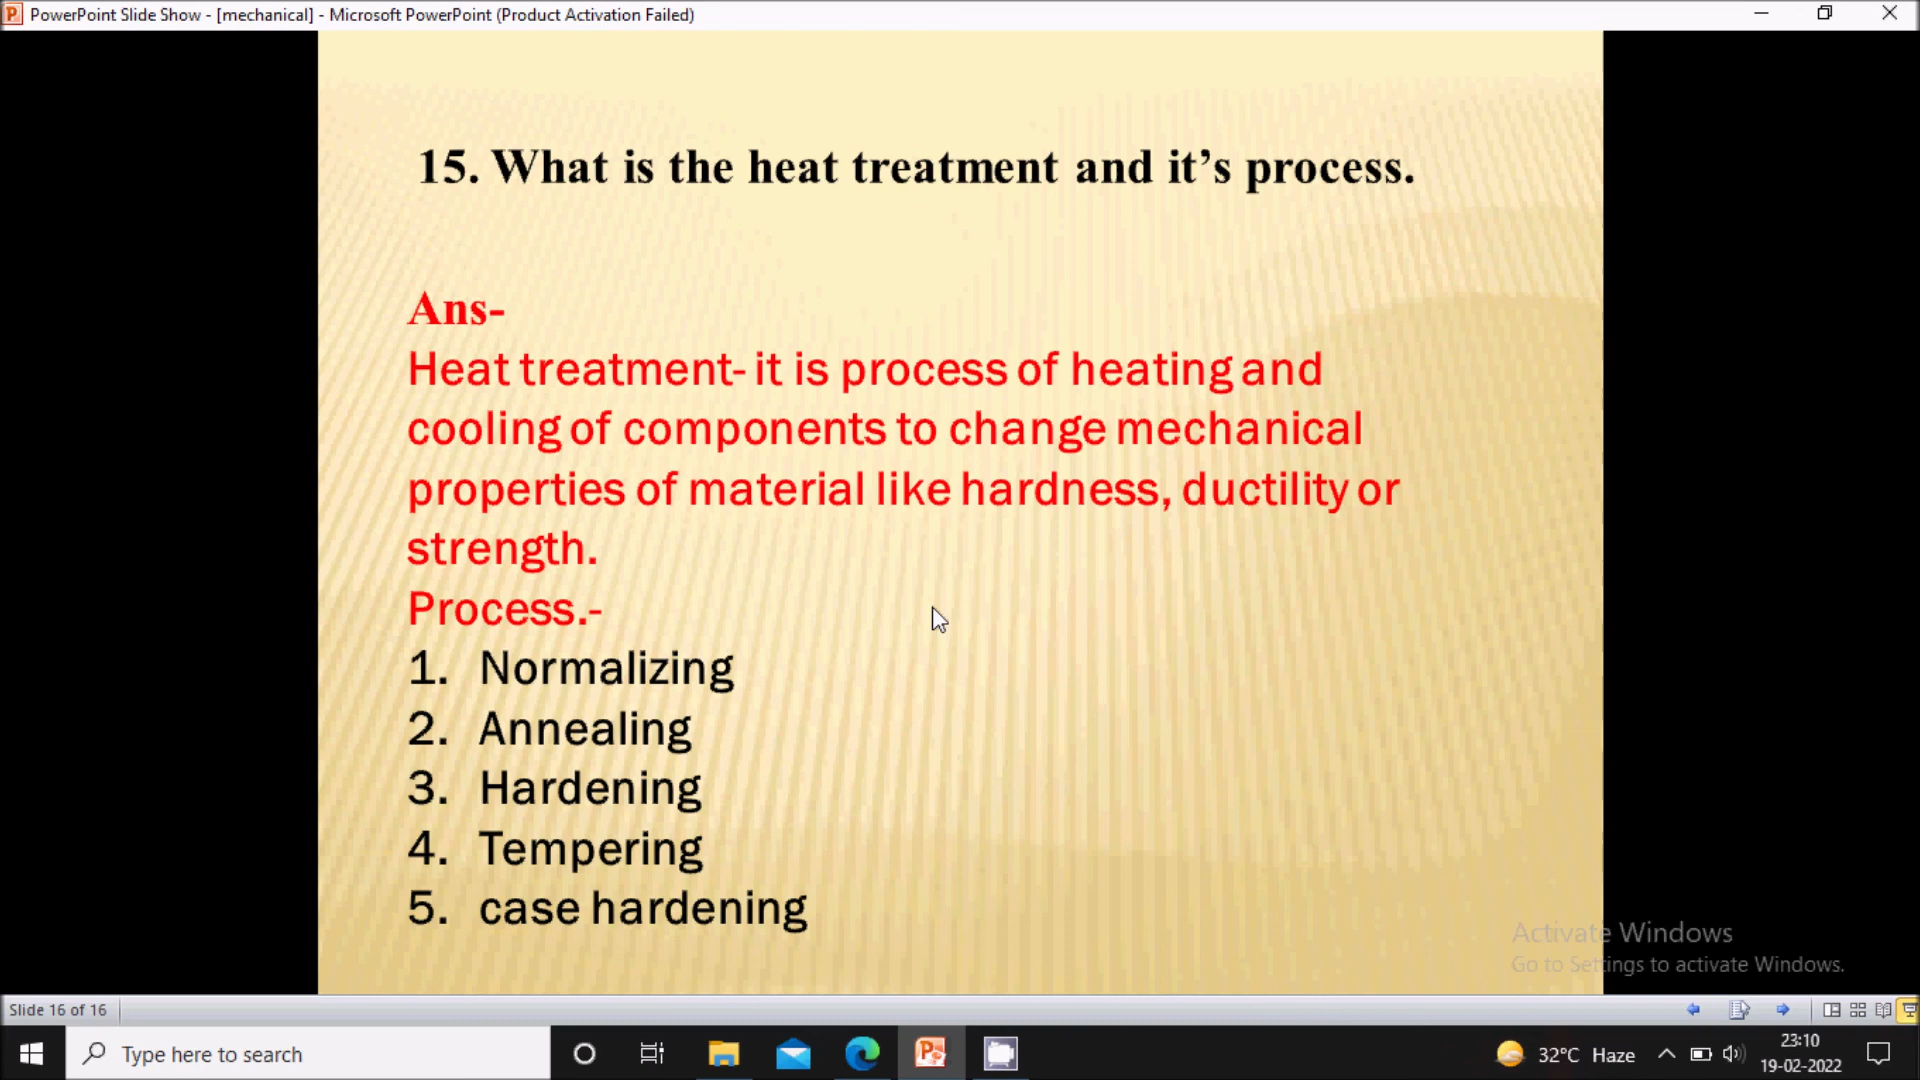 PowerPoint Slide Show - [mechanical] - Microsoft PowerPoint (Product Activation Failed)
15. What is the heat treatment and it’s process.
Ans-
Heat treatment- it is process of heating and
cooling of components to change mechanical
properties of material like hardness, ductility or
strength.
Process.-
1. Normalizing
2. Annealing
3. Hardening
4. Tempering
5. case hardening
Activate Windows
Go to Settings to activate Windows.
Slide 16 of 16
Type here to search
32°C Haze
23:10
19-02-2022